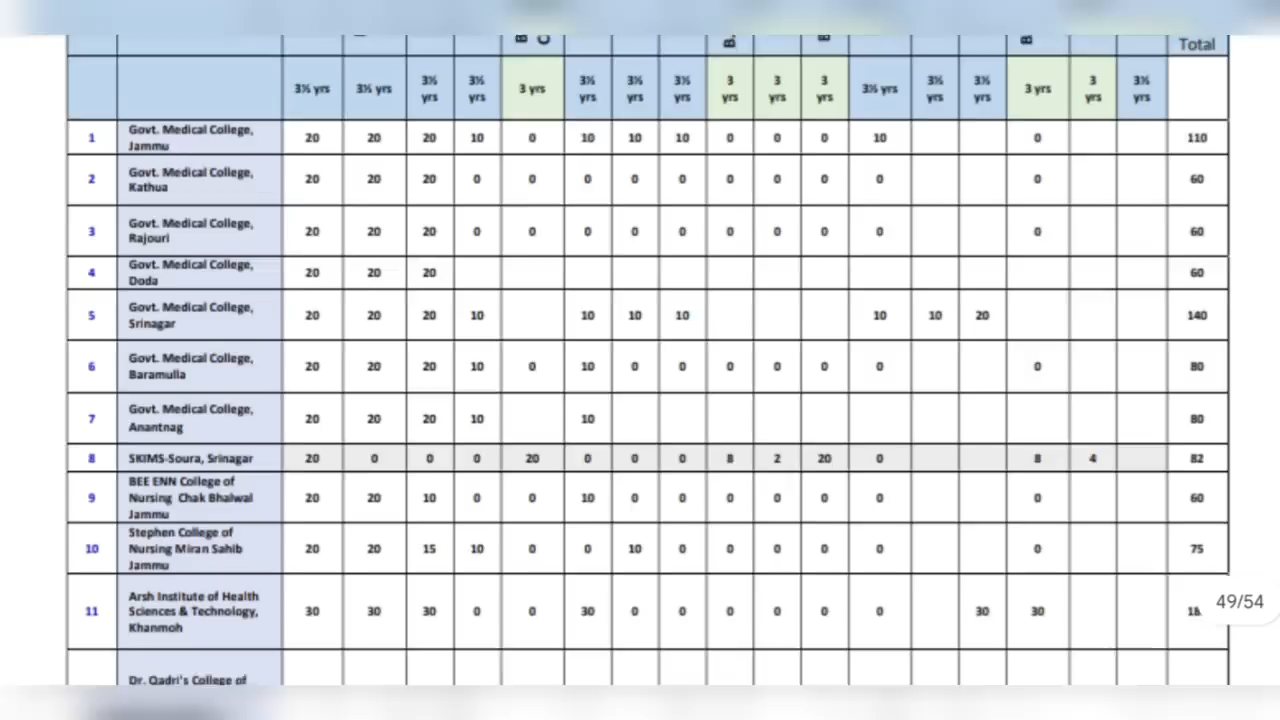 B C B. B B Total
3½ yrs 3½ yrs 3½ yrs 3½ yrs 3 yrs 3½ yrs 3½ yrs 3½ yrs 3 yrs 3 yrs 3 yrs 3½ yrs 3½ yrs 3½ yrs 3 yrs 3 yrs 3½ yrs
1 Govt. Medical College, Jammu 20 20 20 10 0 10 10 10 0 0 0 10 0 110
2 Govt. Medical College, Kathua 20 20 20 0 0 0 0 0 0 0 0 0 0 60
3 Govt. Medical College, Rajouri 20 20 20 0 0 0 0 0 0 0 0 0 0 60
4 Govt. Medical College, Doda 20 20 20 60
5 Govt. Medical College, Srinagar 20 20 20 10 10 10 10 10 10 20 140
6 Govt. Medical College, Baramulla 20 20 20 10 0 10 0 0 0 0 0 0 0 80
7 Govt. Medical College, Anantnag 20 20 20 10 10 80
8 SKIMS-Soura, Srinagar 20 0 0 0 20 0 0 0 8 2 20 0 8 4 82
9 BEE ENN College of Nursing Chak Bhalwal Jammu 20 20 10 0 0 10 0 0 0 0 0 0 0 60
10 Stephen College of Nursing Miran Sahib Jammu 20 20 15 10 0 0 10 0 0 0 0 0 0 75
11 Arsh Institute of Health Sciences & Technology, Khanmoh 30 30 30 0 0 30 0 0 0 0 0 0 30 30
49/54
Dr. Qadri's College of